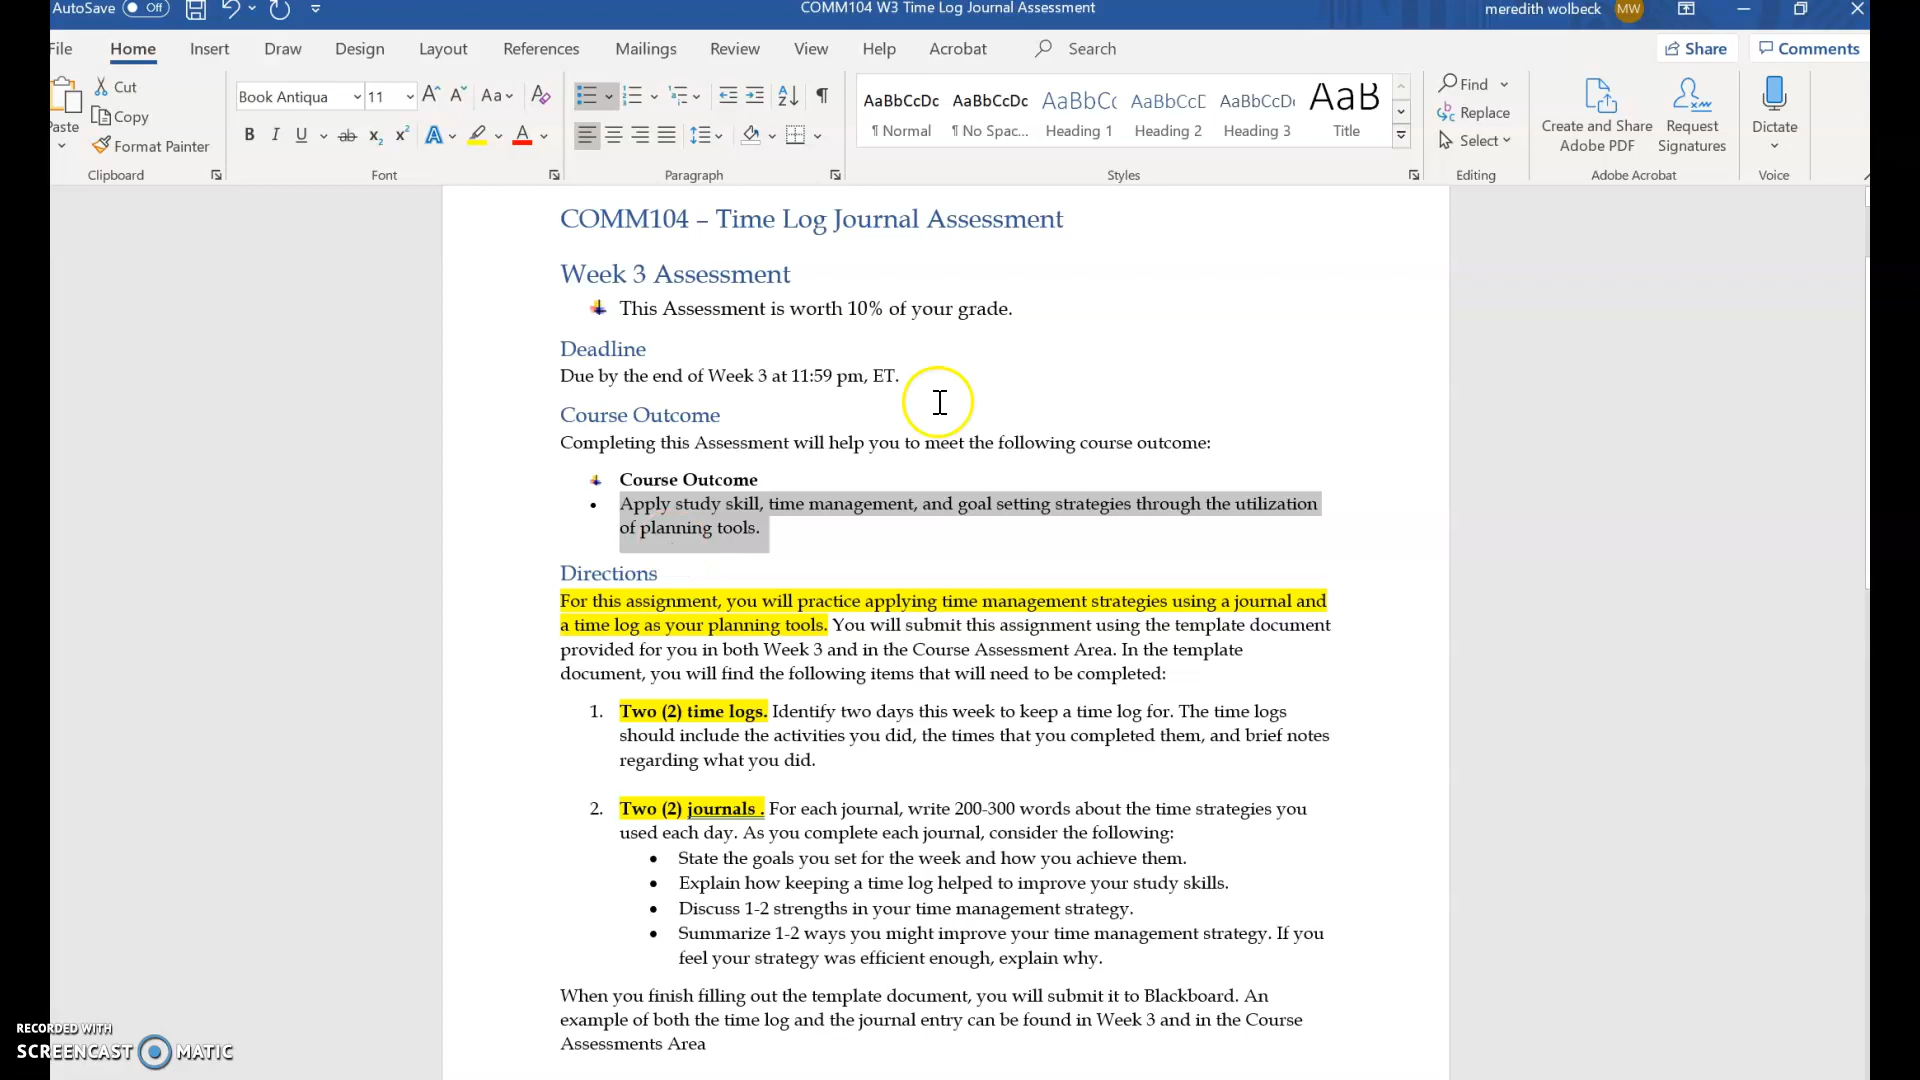 AutoSave Off COMM104 W3 Time Log Journal Assessment meredith wolbeck MW
File Home Insert Draw Design Layout References Mailings Review View Help Acrobat Search Share Comments
Paste Cut Copy Format Painter Clipboard
Book Antiqua 11 Aa B I U ab x₂ x² A A Font
Paragraph
AaBbCcDc AaBbCcDc AaBbCc AaBbCcD AaBbCcDd AaB
¶ Normal ¶ No Spac... Heading 1 Heading 2 Heading 3 Title
Styles
Find Replace Select Editing
Create and Share Adobe PDF Request Signatures Adobe Acrobat
Dictate Voice
COMM104 – Time Log Journal Assessment
Week 3 Assessment
This Assessment is worth 10% of your grade.
Deadline
Due by the end of Week 3 at 11:59 pm, ET.
Course Outcome
Completing this Assessment will help you to meet the following course outcome:
Course Outcome
• Apply study skill, time management, and goal setting strategies through the utilization
of planning tools.
Directions
For this assignment, you will practice applying time management strategies using a journal and
a time log as your planning tools. You will submit this assignment using the template document
provided for you in both Week 3 and in the Course Assessment Area. In the template
document, you will find the following items that will need to be completed:
1. Two (2) time logs. Identify two days this week to keep a time log for. The time logs
should include the activities you did, the times that you completed them, and brief notes
regarding what you did.
2. Two (2) journals . For each journal, write 200-300 words about the time strategies you
used each day. As you complete each journal, consider the following:
• State the goals you set for the week and how you achieve them.
• Explain how keeping a time log helped to improve your study skills.
• Discuss 1-2 strengths in your time management strategy.
• Summarize 1-2 ways you might improve your time management strategy. If you
feel your strategy was efficient enough, explain why.
When you finish filling out the template document, you will submit it to Blackboard. An
example of both the time log and the journal entry can be found in Week 3 and in the Course
Assessments Area
RECORDED WITH
SCREENCAST MATIC